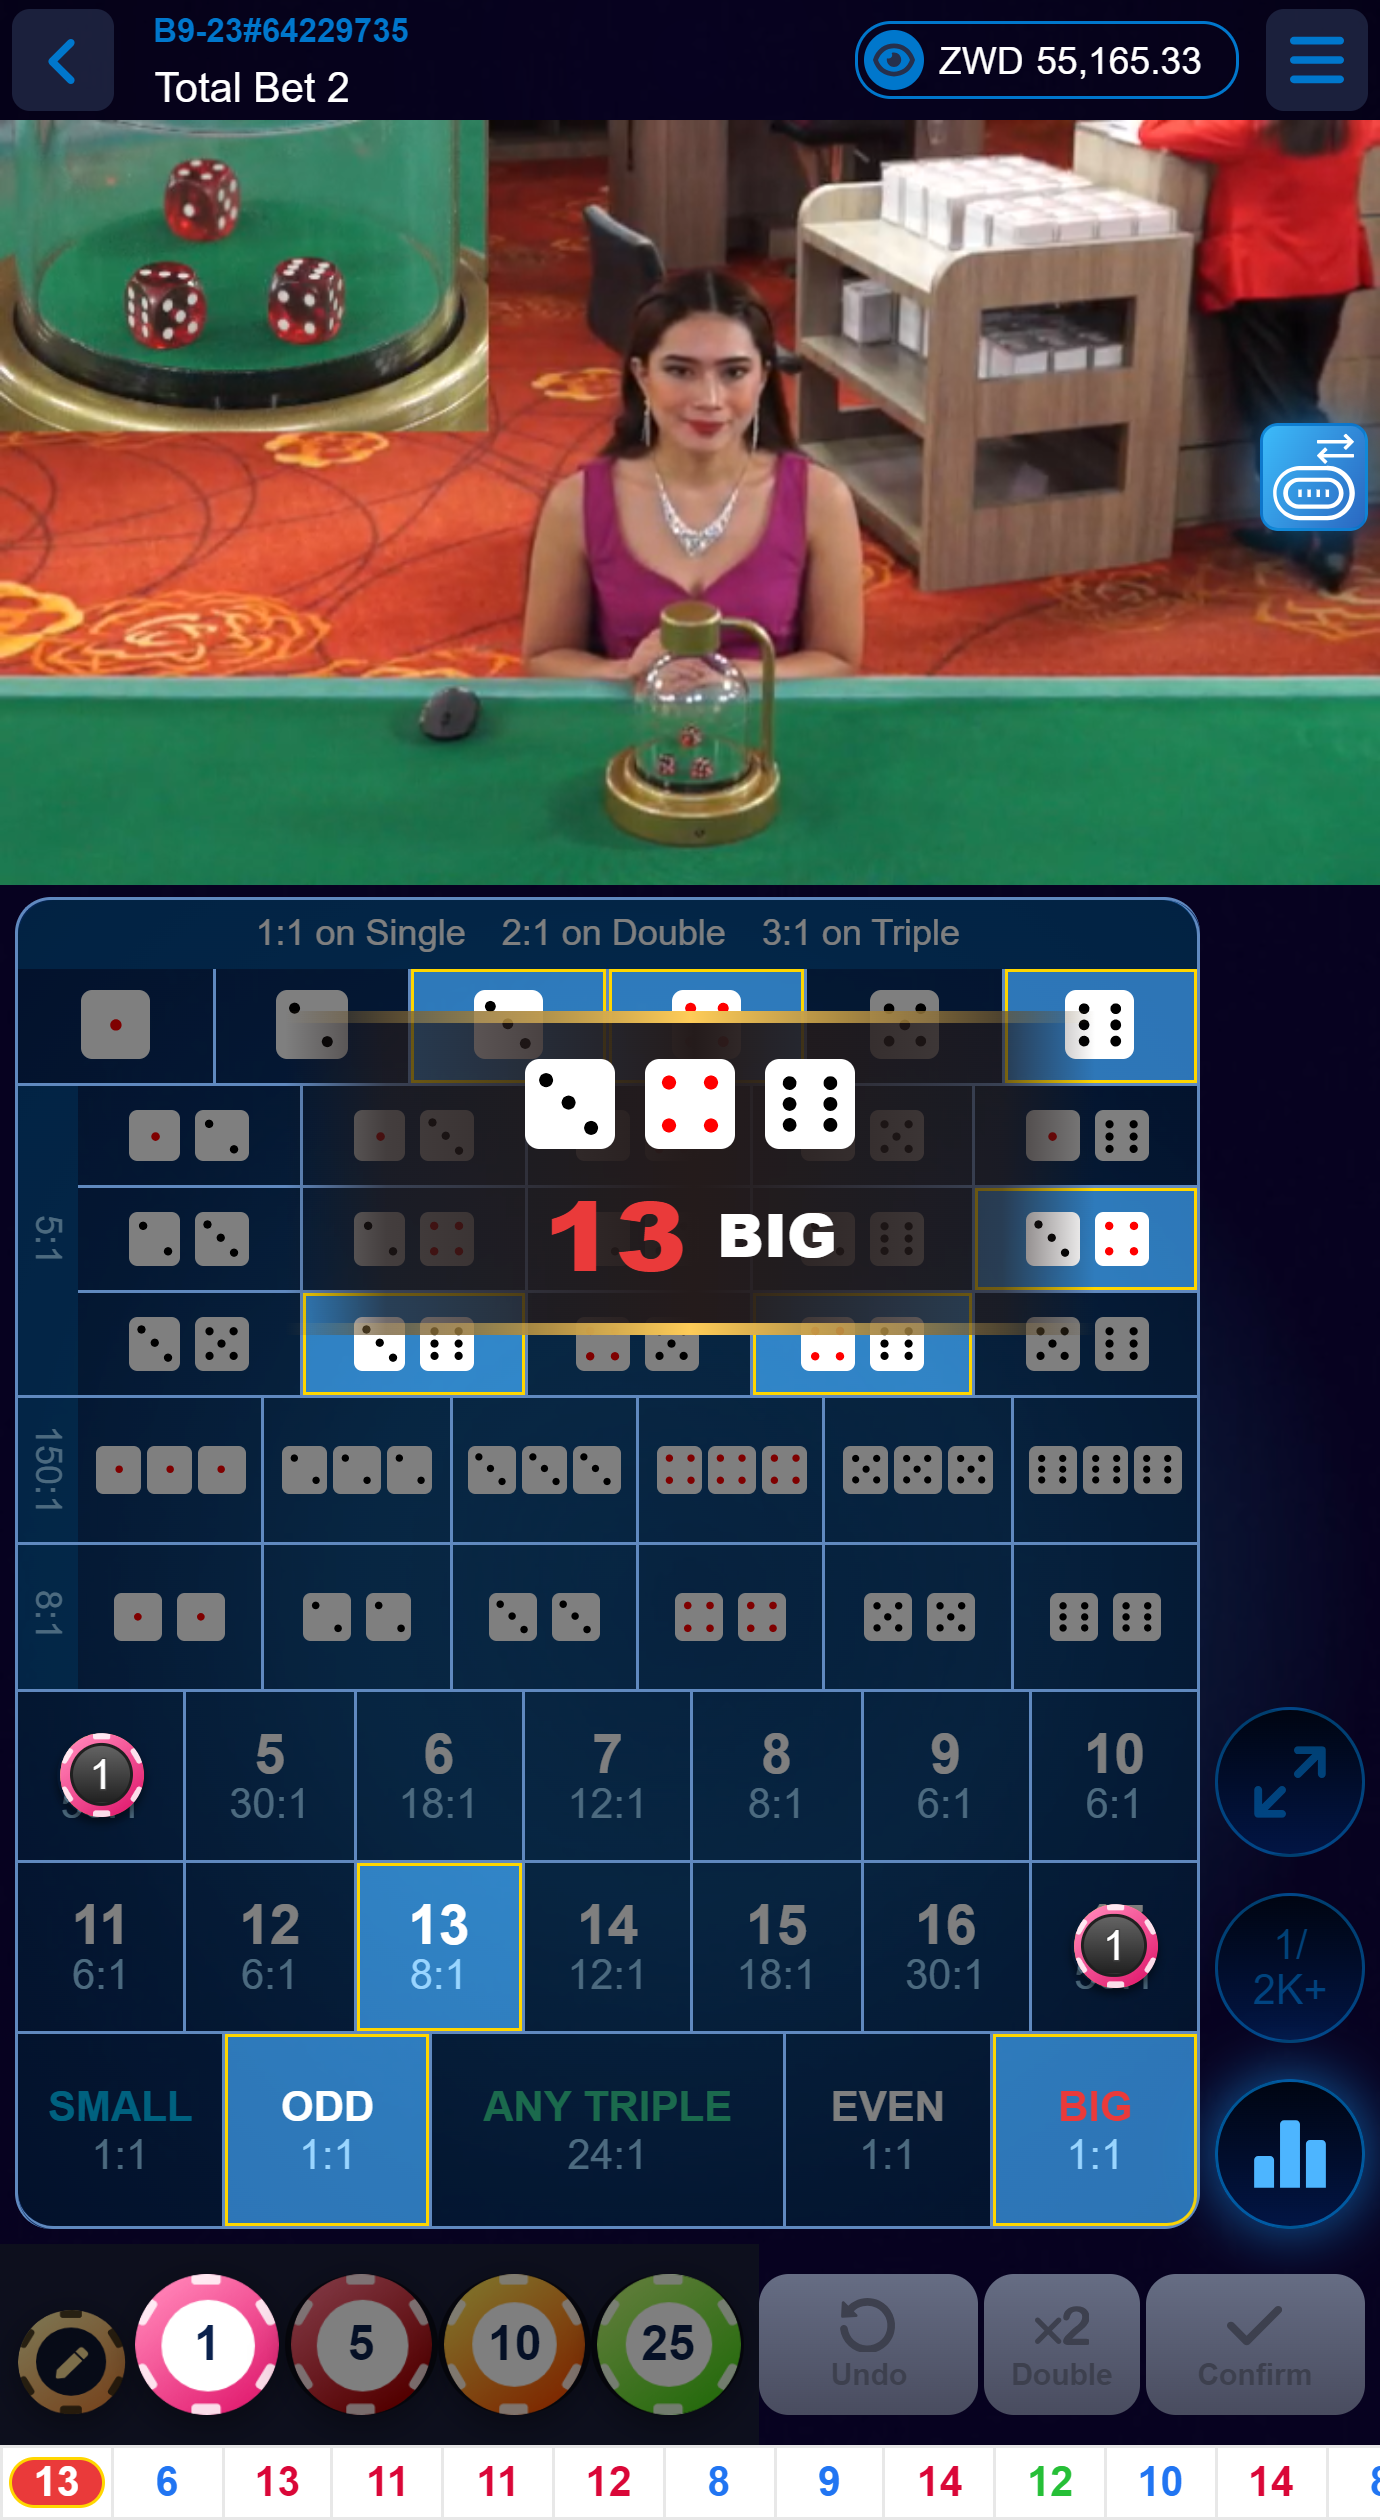 B9-23#64229735
Total Bet 2
ZWD 55,165.33
1:1 on Single 2:1 on Double 3:1 on Triple
13 BIG
5:1
150:1
8:1
1
5 6 7 8 9 10
30:1 18:1 12:1 8:1 6:1 6:1
11 12 13 14 15 16
1
6:1 6:1 8:1 12:1 18:1 30:1
1/
2K+
SMALL ODD ANY TRIPLE EVEN BIG
1:1 1:1 24:1 1:1 1:1
1 5 10 25
x2
Undo Double Confirm
13 6 13 11 11 12 8 9 14 12 10 14